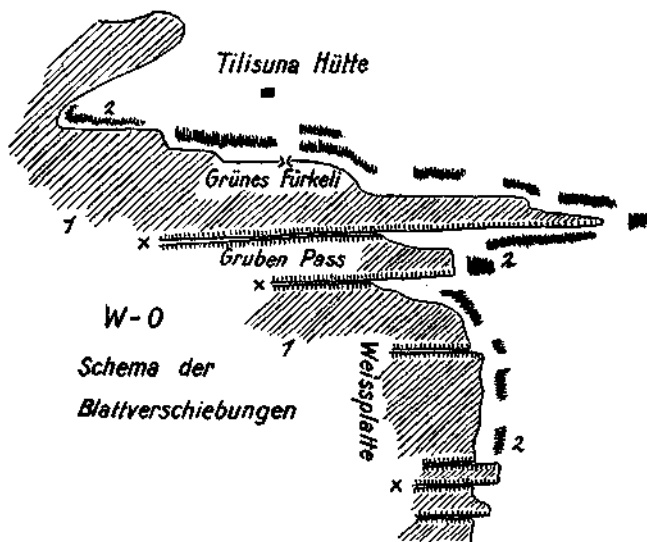 Tilisuna Hütte
2
Grünes Fürkeli
1
x
Gruben Pass
2
x
W-O
1
Schema der
Blattverschiebungen
Weissplatte
2
x